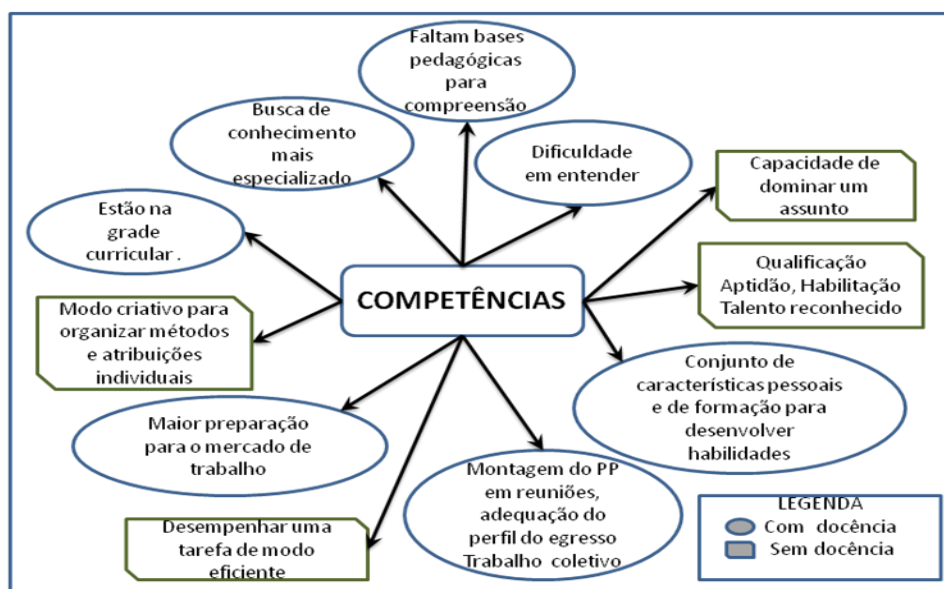 Faltam bases
pedagógicas
para
compreensão
Busca de
conhecimento
mais
especializado
Dificuldade
em entender
Capacidade de
dominar um
assunto
Estão na
grade
curricular .
COMPETÊNCIAS
Qualificação
Aptidão, Habilitação
Talento reconhecido
Modo criativo para
organizar métodos
e atribuições
individuais
Conjunto de
características pessoais
e de formação para
desenvolver
habilidades
Maior preparação
para o mercado de
trabalho
Montagem do PP
em reuniões,
adequação do
perfil do egresso
Trabalho coletivo
Desempenhar uma
tarefa de modo
eficiente
LEGENDA
Com docência
Sem docência